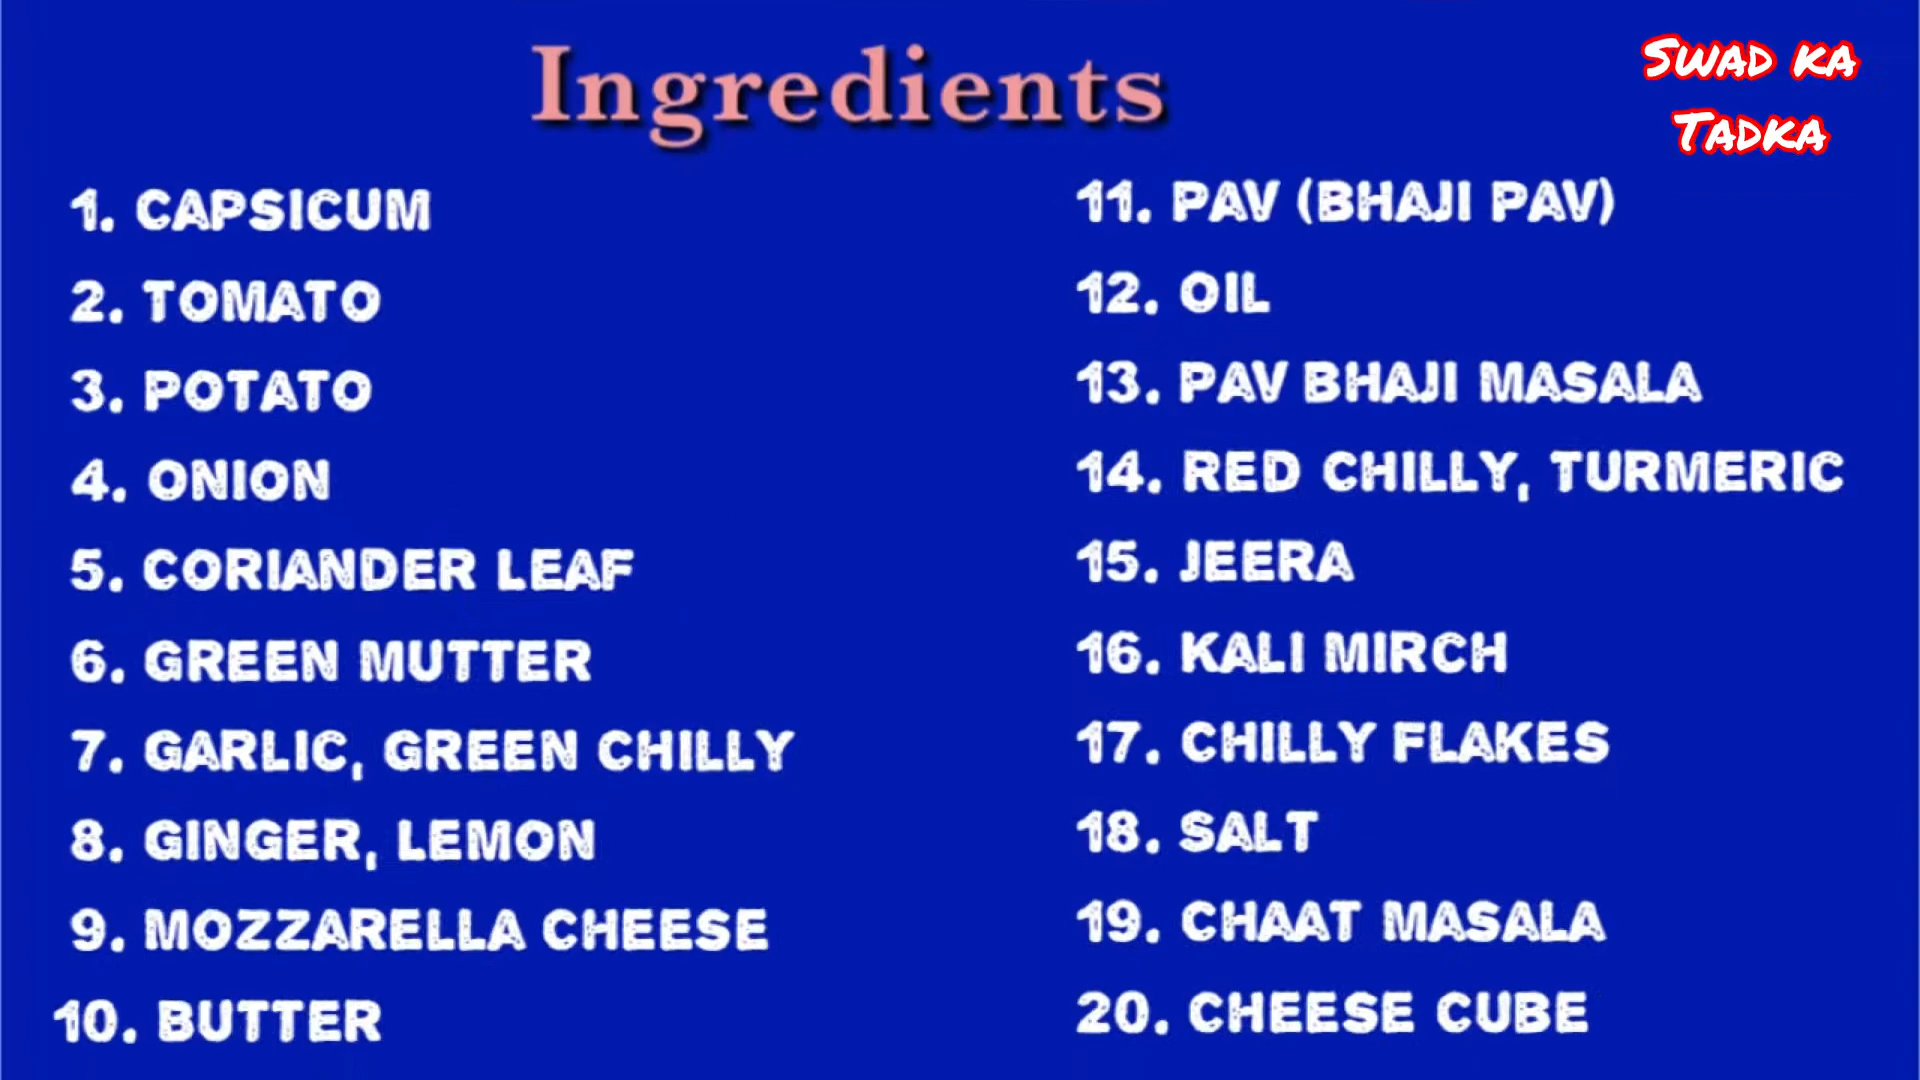 Ingredients
SWAD KA
TADKA
1. CAPSICUM
2. TOMATO
3. POTATO
4. ONION
5. CORIANDER LEAF
6. GREEN MUTTER
7. GARLIC, GREEN CHILLY
8. GINGER, LEMON
9. MOZZARELLA CHEESE
10. BUTTER
11. PAV (BHAJI PAV)
12. OIL
13. PAV BHAJI MASALA
14. RED CHILLY, TURMERIC
15. JEERA
16. KALI MIRCH
17. CHILLY FLAKES
18. SALT
19. CHAAT MASALA
20. CHEESE CUBE